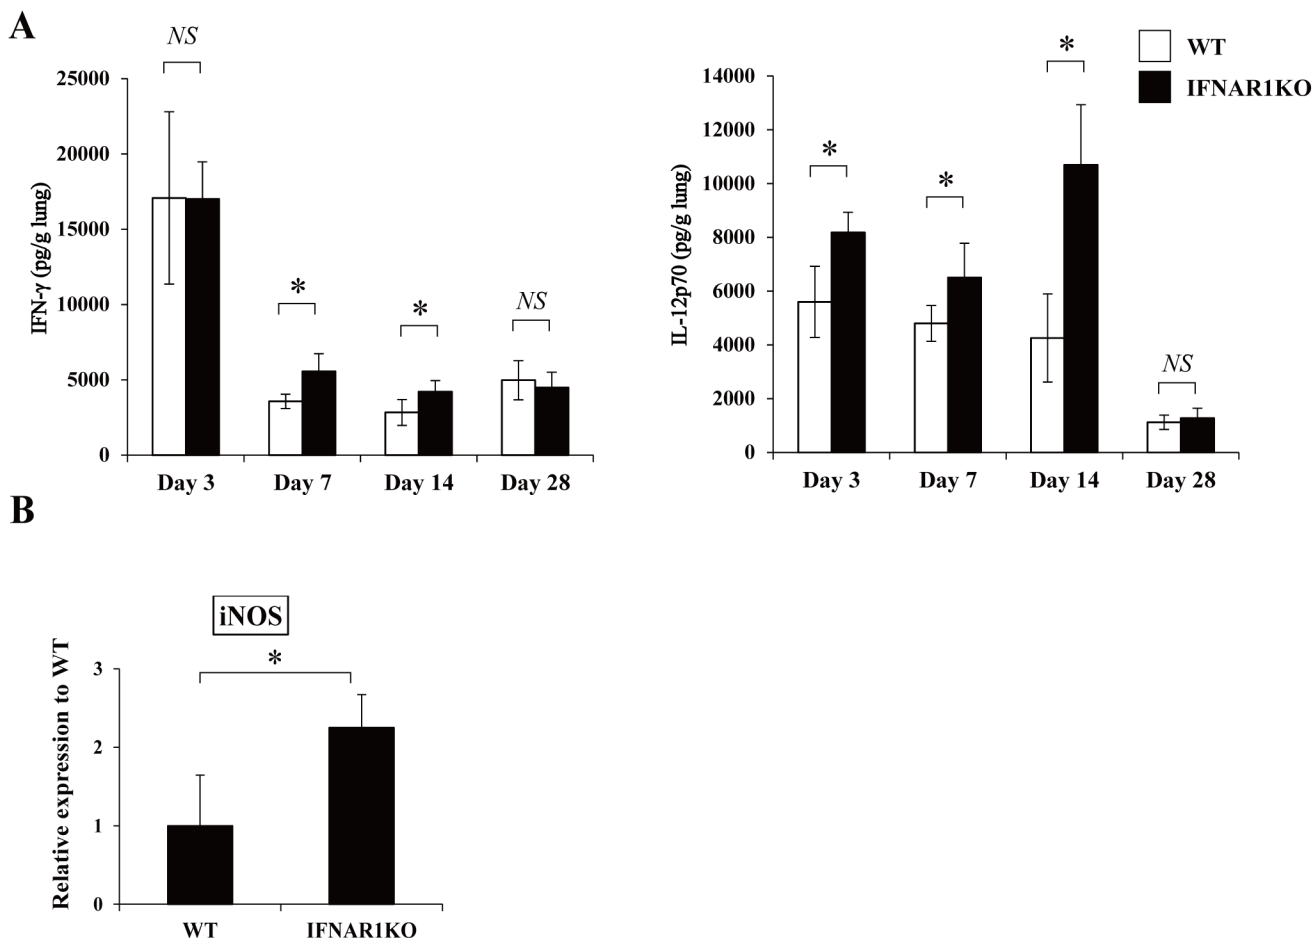 A
NS
25000
20000
15000
10000
5000
0
IFN-γ (pg/g lung)
*
*
NS
Day 3 Day 7 Day 14 Day 28
WT
IFNAR1KO
14000
12000
10000
8000
6000
4000
2000
0
IL-12p70 (pg/g lung)
*
*
*
NS
Day 3 Day 7 Day 14 Day 28
B
iNOS
*
3
2
1
0
Relative expression to WT
WT IFNAR1KO